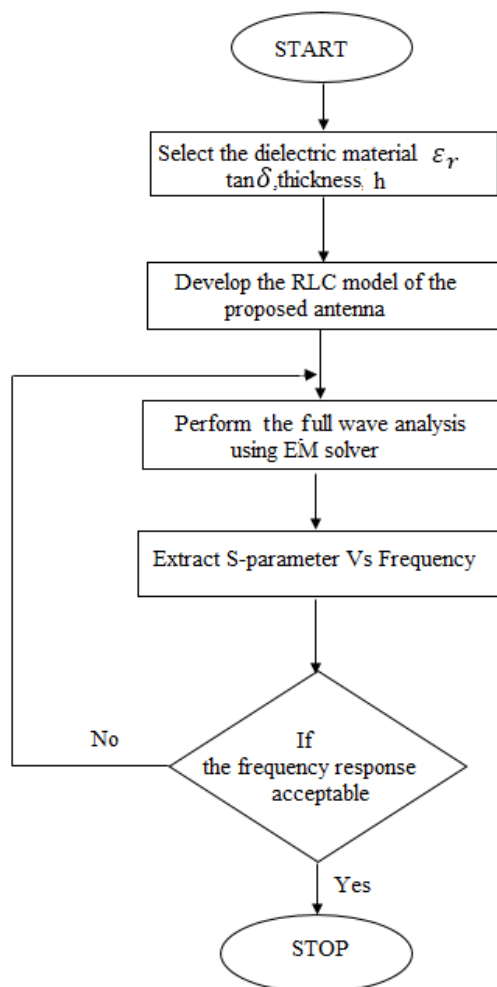 START
Select the dielectric material ε_r
tanδ,thickness, h
Develop the RLC model of the
proposed antenna
Perform the full wave analysis
using EM solver
Extract S-parameter Vs Frequency
No
If
the frequency response
acceptable
Yes
STOP